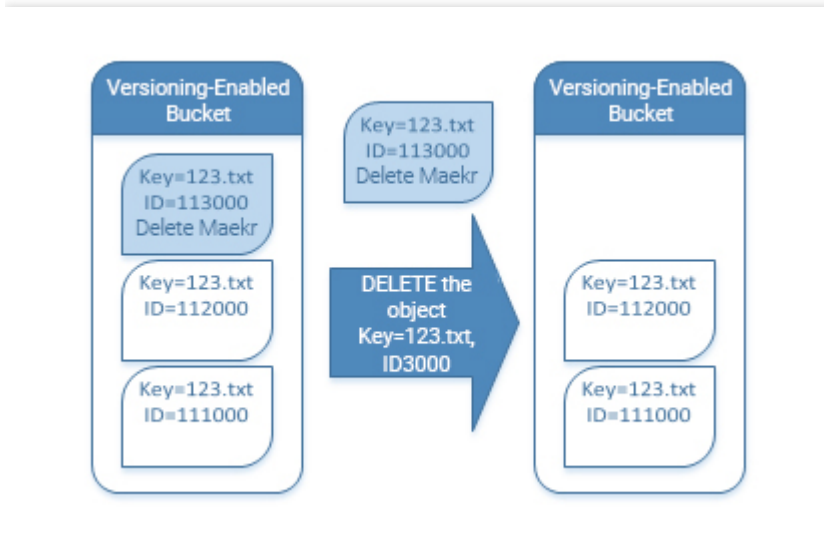 Versioning-Enabled
Bucket
Key=123.txt
ID=113000
Delete Maekr
Key=123.txt
ID=112000
Key=123.txt
ID=111000
Key=123.txt
ID=113000
Delete Maekr
DELETE the
object
Key=123.txt,
ID3000
Versioning-Enabled
Bucket
Key=123.txt
ID=112000
Key=123.txt
ID=111000